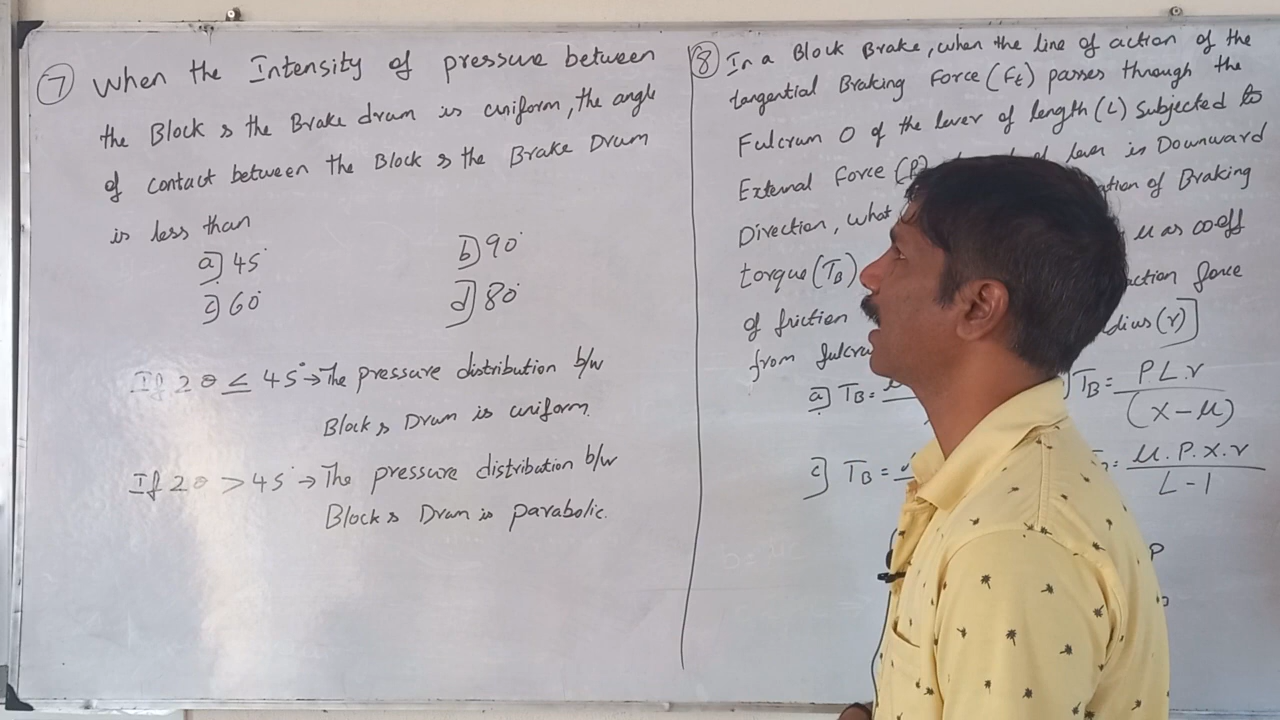 7 When the Intensity of pressure between
the Block & the Brake drum is uniform, the angle
of contact between the Block & the Brake Drum
is less than
a] 45° b] 90°
c] 60° d] 80°
If 2θ ≤ 45° → The pressure distribution b/w
Block & Drum is uniform.
If 2θ > 45° → The pressure distribution b/w
Block & Drum is parabolic.
8 In a Block Brake, when the line of action of the
tangential Braking Force (Ft) passes through the
Fulcrum O of the lever of length (L) Subjected to
External Force (P) lever is Downward
Direction, what of Braking
torque (TB) μ as coeff
of friction force
from (r)]
a] TB = TB = PL.r / (x-μ)
c] TB = = μ.P.x.r / L-1
P